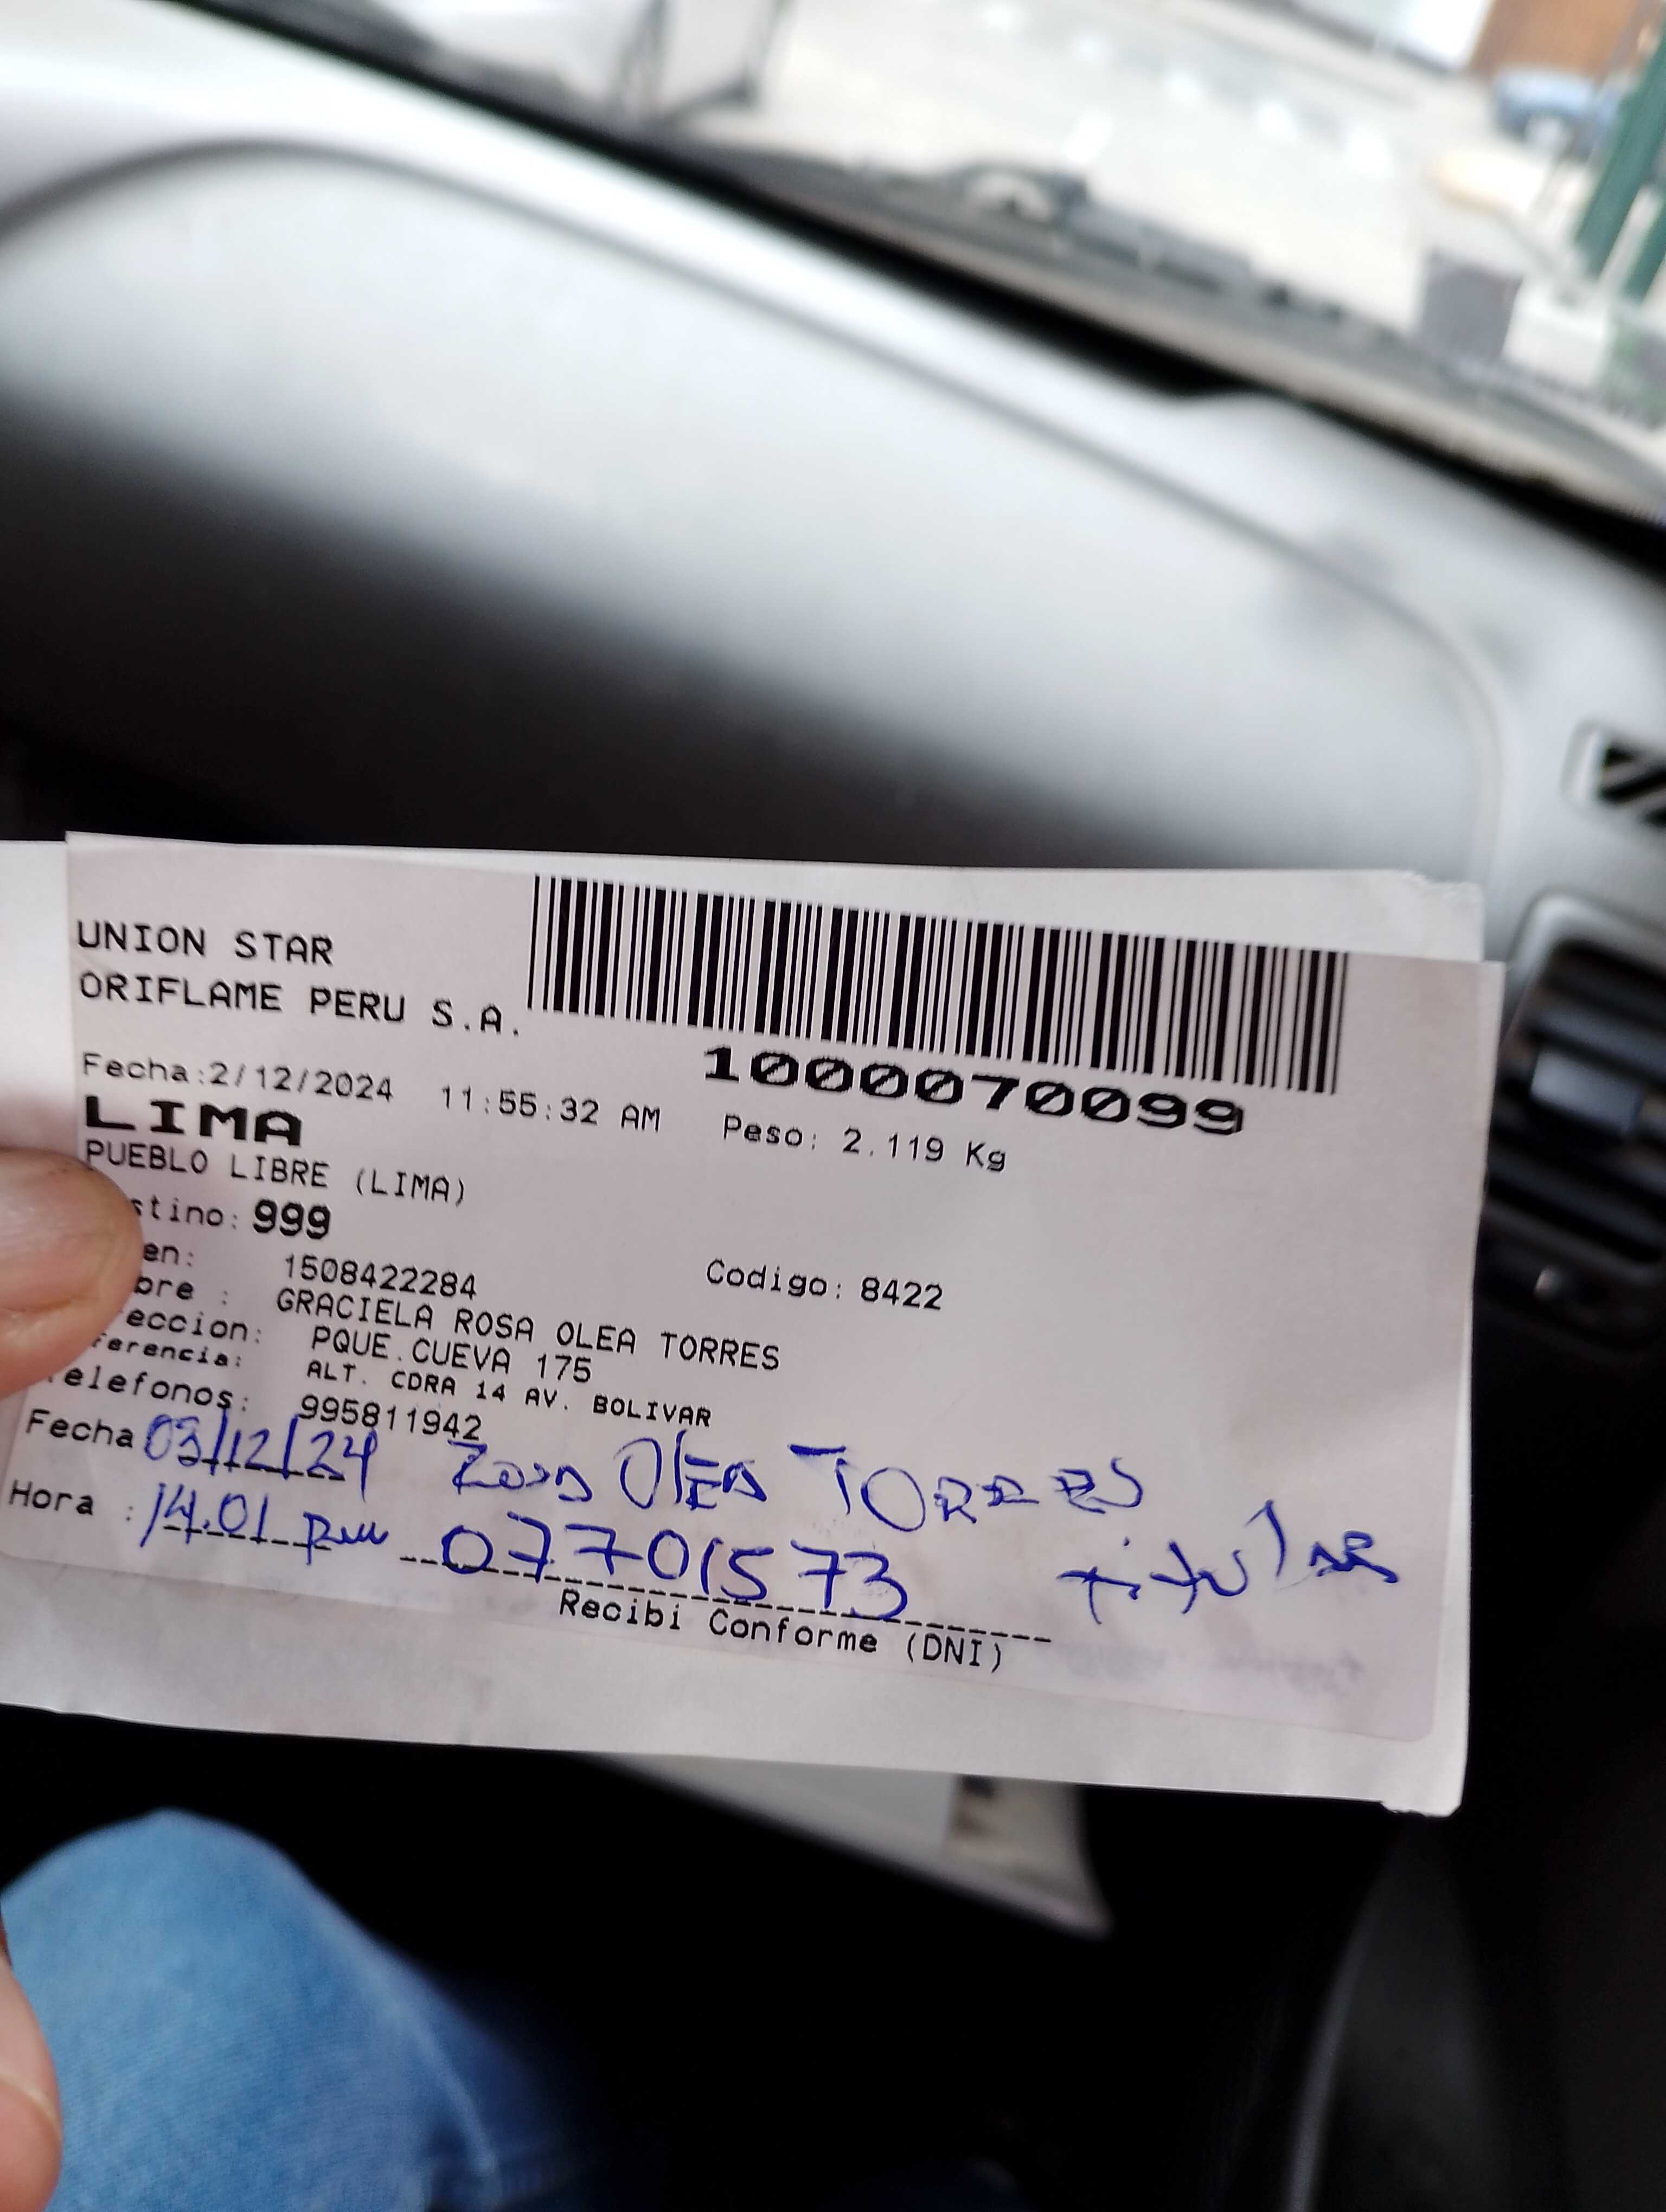 UNION STAR
ORIFLAME PERU S.A.
1000070099
Fecha:2/12/2024 11:55:32 AM Peso: 2.119 Kg
LIMA
PUEBLO LIBRE (LIMA)
stino: 999
en: 1508422284 Codigo: 8422
bre : GRACIELA ROSA OLEA TORRES
eccion: PQUE.CUEVA 175
ferencia: ALT. CDRA 14 AV. BOLIVAR
elefonos: 995811942
Fecha 03/12/24 Rosa Olea TORRES
Hora : 14.01 pm 07701573 titular
Recibi Conforme (DNI)